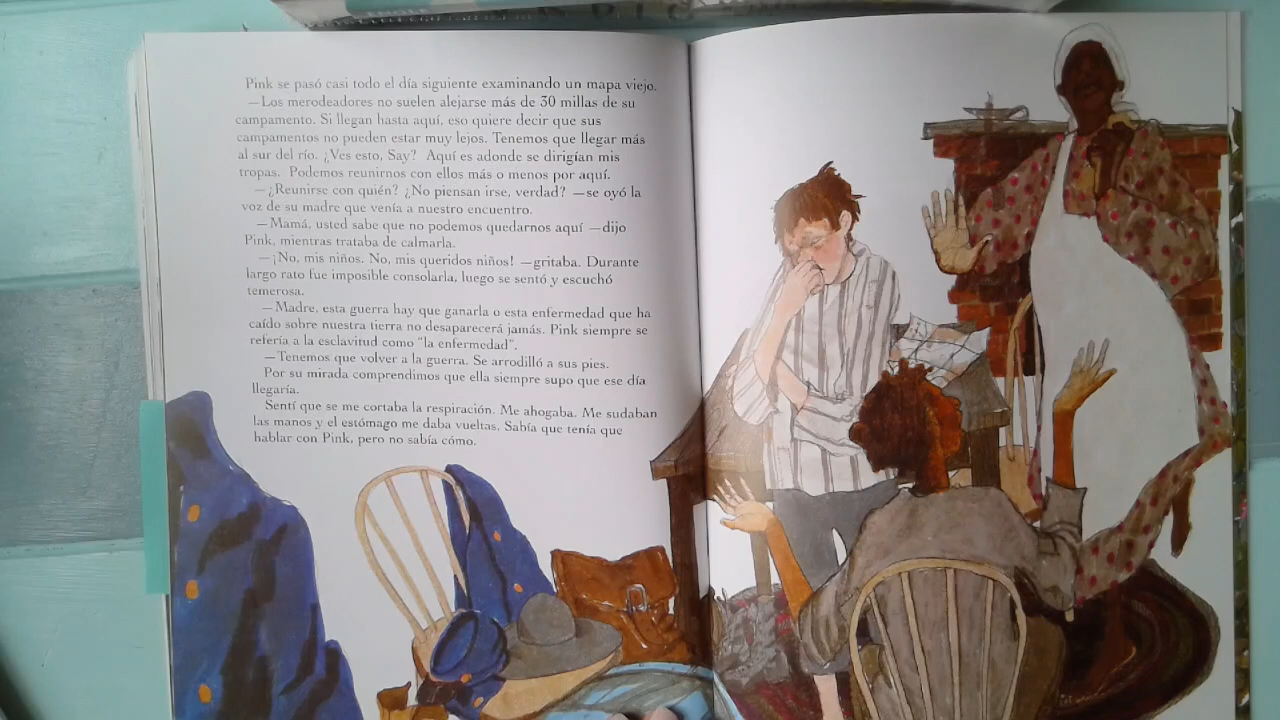 Pink se pasó casi todo el día siguiente examinando un mapa viejo.
—Los merodeadores no suelen alejarse más de 30 millas de su
campamento. Si llegan hasta aquí, eso quiere decir que sus
campamentos no pueden estar muy lejos. Tenemos que llegar más
al sur del río. ¿Ves esto, Say? Aquí es adonde se dirigían mis
tropas. Podemos reunirnos con ellos más o menos por aquí.
—¿Reunirse con quién? ¿No piensan irse, verdad? —se oyó la
voz de su madre que venía a nuestro encuentro.
—Mamá, usted sabe que no podemos quedarnos aquí —dijo
Pink, mientras trataba de calmarla.
—¡No, mis niños. No, mis queridos niños! —gritaba. Durante
largo rato fue imposible consolarla, luego se sentó y escuchó
temerosa.
—Madre, esta guerra hay que ganarla o esta enfermedad que ha
caído sobre nuestra tierra no desaparecerá jamás. Pink siempre se
refería a la esclavitud como "la enfermedad".
—Tenemos que volver a la guerra. Se arrodilló a sus pies.
Por su mirada comprendimos que ella siempre supo que ese día
llegaría.
Sentí que se me cortaba la respiración. Me ahogaba. Me sudaban
las manos y el estómago me daba vueltas. Sabía que tenía que
hablar con Pink, pero no sabía cómo.